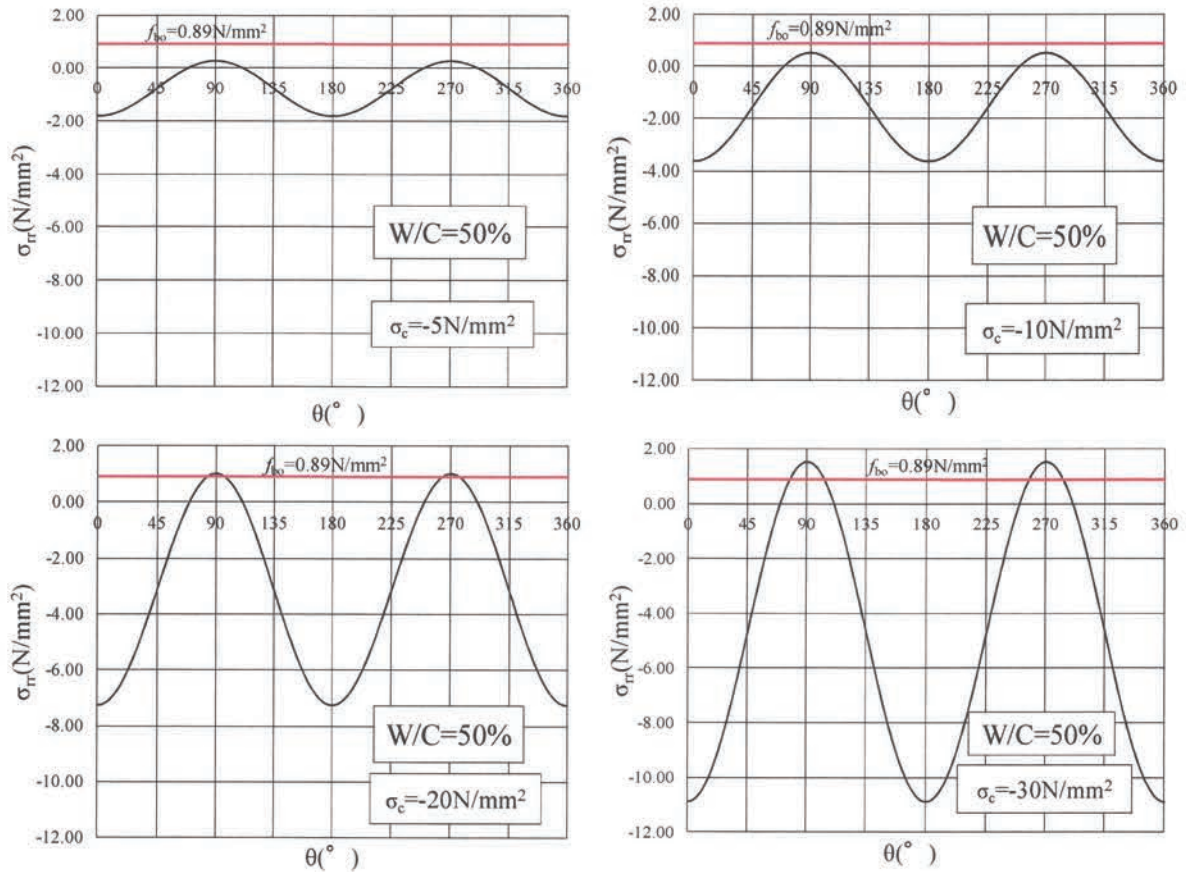 2.00
f_bo=0.89N/mm²
0.00
0 45 90 135 180 225 270 315 360
-2.00
-4.00
-6.00
W/C=50%
-8.00
-10.00
σ_c=-5N/mm²
-12.00
σ_rr(N/mm²)
θ(° )
2.00
f_bo=0.89N/mm²
0.00
0 45 90 135 180 225 270 315 360
-2.00
-4.00
-6.00
W/C=50%
-8.00
-10.00
σ_c=-10N/mm²
-12.00
σ_rr(N/mm²)
θ(° )
2.00
f_bo=0.89N/mm²
0.00
0 45 90 135 180 225 270 315 360
-2.00
-4.00
-6.00
-8.00
W/C=50%
-10.00
σ_c=-20N/mm²
-12.00
σ_rr(N/mm²)
θ(° )
2.00
f_bo=0.89N/mm²
0.00
0 45 90 135 180 225 270 315 360
-2.00
-4.00
-6.00
-8.00
W/C=50%
-10.00
σ_c=-30N/mm²
-12.00
σ_rr(N/mm²)
θ(° )